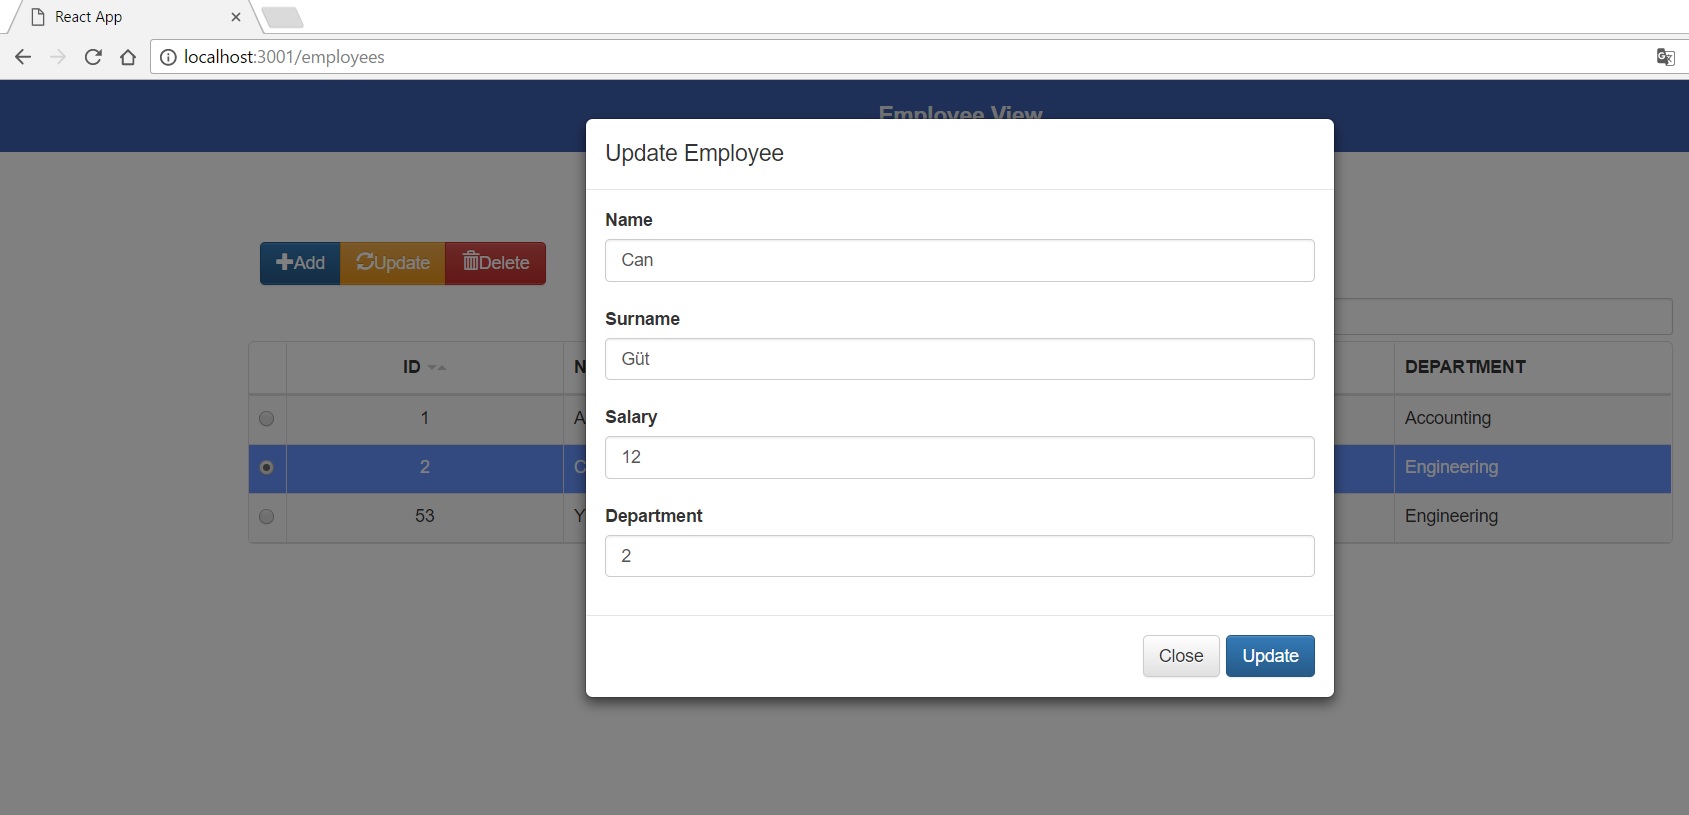 React App
localhost:3001/employees
Employee View
Update Employee
Name
Can
Surname
Güt
Salary
12
Department
2
Close Update
Add Update Delete
ID N DEPARTMENT
1 A Accounting
2 C Engineering
53 Y Engineering